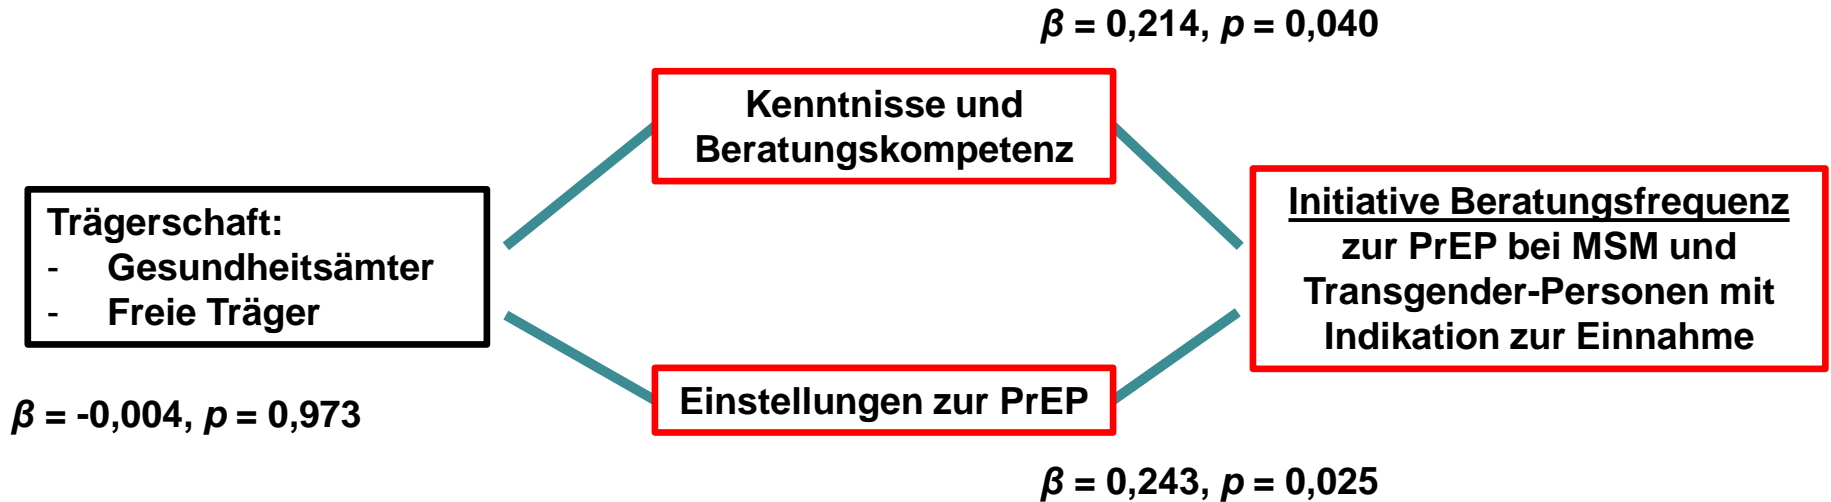 β = 0,214, p = 0,040
Kenntnisse und
Beratungskompetenz
Trägerschaft:
- Gesundheitsämter
- Freie Träger
Initiative Beratungsfrequenz
zur PrEP bei MSM und
Transgender-Personen mit
Indikation zur Einnahme
Einstellungen zur PrEP
β = -0,004, p = 0,973
β = 0,243, p = 0,025